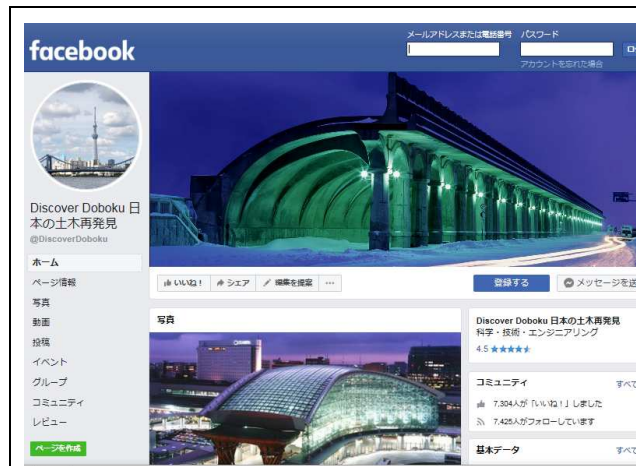 facebook
メールアドレスまたは電話番号 パスワード
アカウントを忘れた場合
Discover Doboku 日
本の土木再発見
@DiscoverDoboku
ホーム
ページ情報
写真
動画
投稿
イベント
グループ
コミュニティ
レビュー
ページを作成
いいね! シェア 編集を提案 ...
登録する メッセージを送
写真
Discover Doboku 日本の土木再発見
科学・技術・エンジニアリング
4.5
コミュニティ すべて
7,304人が「いいね!」しました
7,425人がフォローしています
基本データ すべて